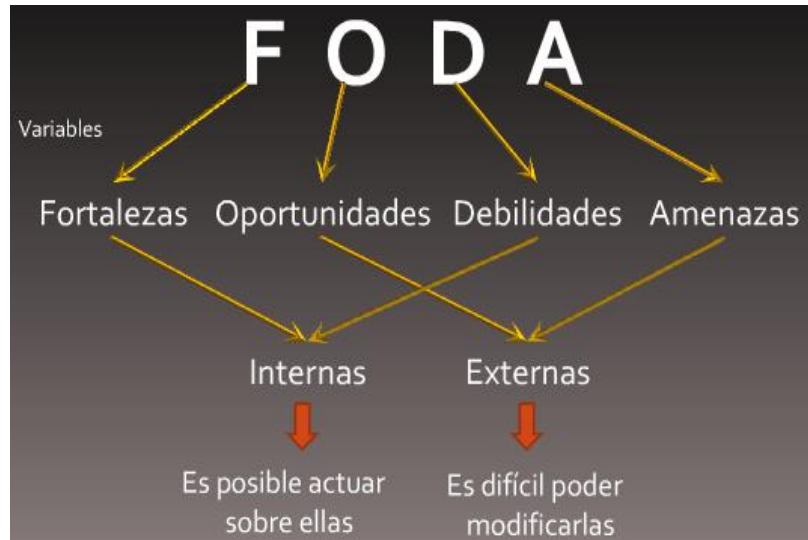 F O D A
Variables
Fortalezas Oportunidades Debilidades Amenazas
Internas Externas
Es posible actuar
sobre ellas
Es difícil poder
modificarlas